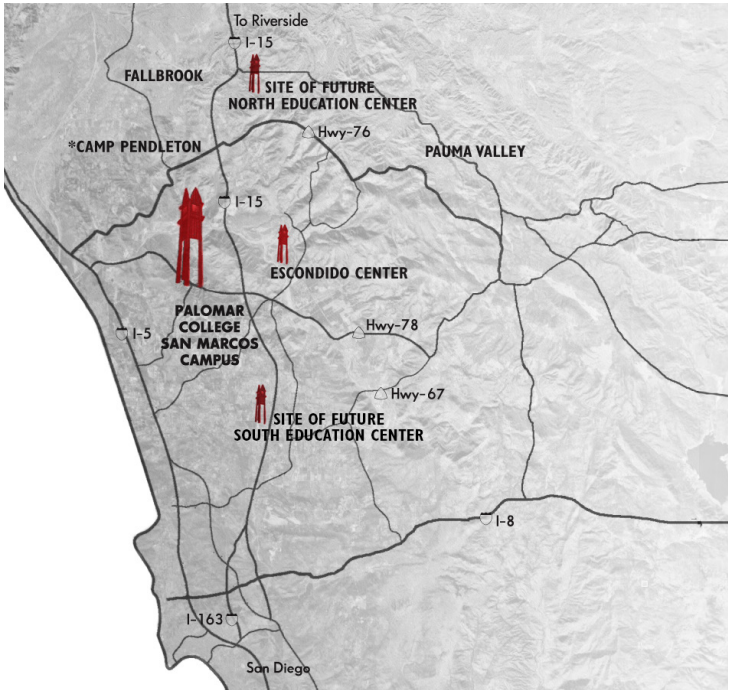 To Riverside
I-15
FALLBROOK
SITE OF FUTURE
NORTH EDUCATION CENTER
Hwy-76
*CAMP PENDLETON
PAUMA VALLEY
I-15
ESCONDIDO CENTER
PALOMAR
COLLEGE
SAN MARCOS
CAMPUS
I-5
Hwy-78
Hwy-67
SITE OF FUTURE
SOUTH EDUCATION CENTER
I-8
I-163
San Diego